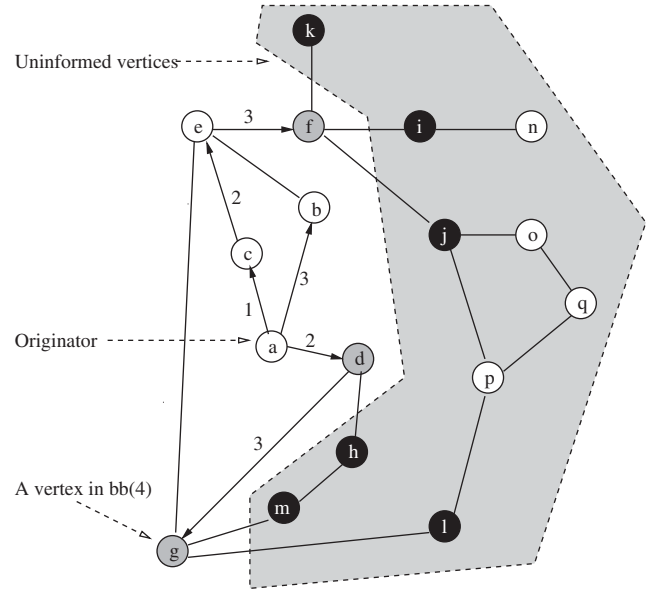 k
Uninformed vertices
e
3
f
i
n
2
b
j
o
c
3
q
1
Originator
a
2
d
p
3
h
A vertex in bb(4)
m
l
g